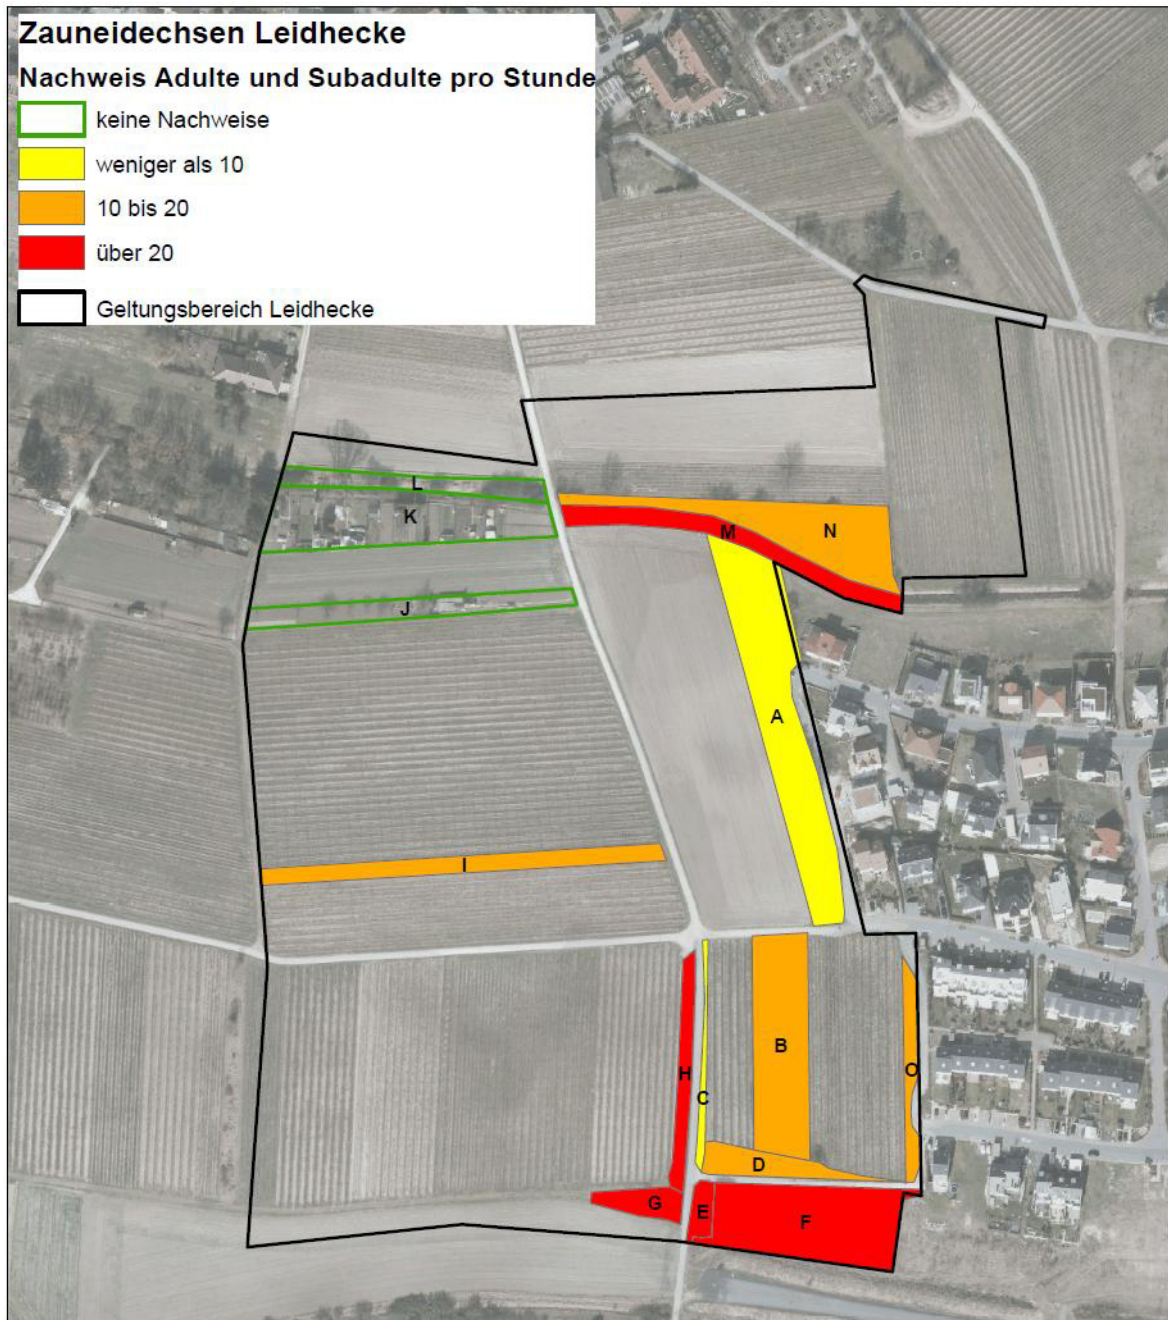 Zauneidechsen Leidhecke
Nachweis Adulte und Subadulte pro Stunde
keine Nachweise
weniger als 10
10 bis 20
über 20
Geltungsbereich Leidhecke
L
K
N
M
J
A
I
B
O
H
C
D
G
E
F